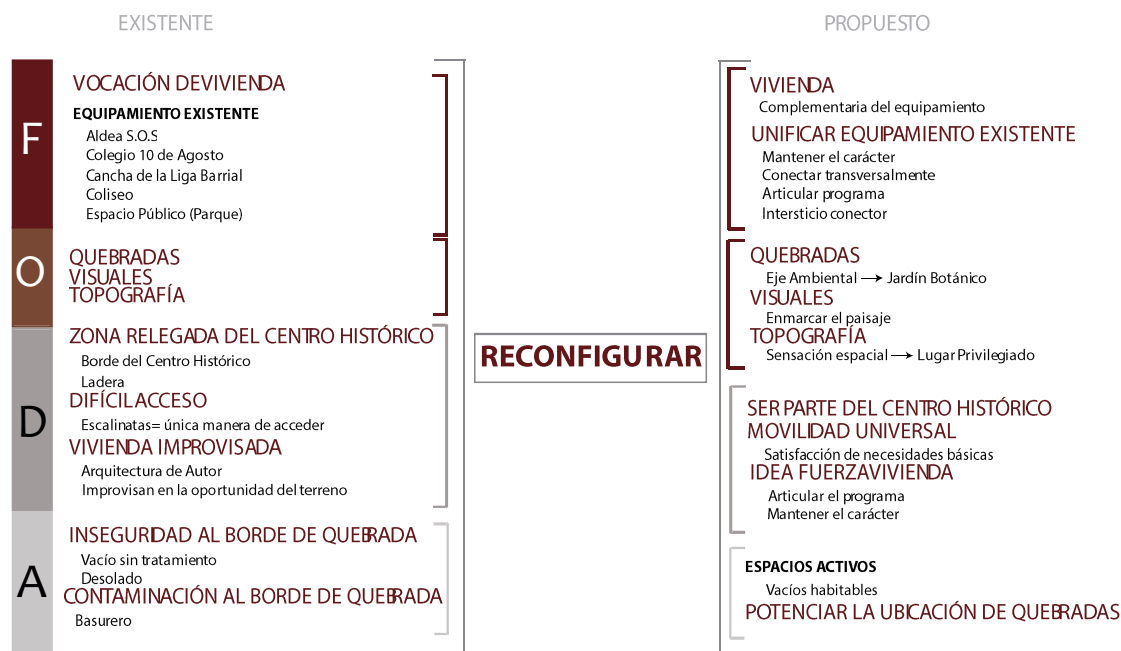 EXISTENTE
PROPUESTO
F
VOCACIÓN DEVIVIENDA
EQUIPAMIENTO EXISTENTE
Aldea S.O.S
Colegio 10 de Agosto
Cancha de la Liga Barrial
Coliseo
Espacio Público (Parque)
O
QUEBRADAS
VISUALES
TOPOGRAFÍA
D
ZONA RELEGADA DEL CENTRO HISTÓRICO
Borde del Centro Histórico
Ladera
DIFÍCIL ACCESO
Escalinatas= única manera de acceder
VIVIENDA IMPROVISADA
Arquitectura de Autor
Improvisan en la oportunidad del terreno
A
INSEGURIDAD AL BORDE DE QUEBRADA
Vacío sin tratamiento
Desolado
CONTAMINACIÓN AL BORDE DE QUEBRADA
Basurero
RECONFIGURAR
VIVIENDA
Complementaria del equipamiento
UNIFICAR EQUIPAMIENTO EXISTENTE
Mantener el carácter
Conectar transversalmente
Articular programa
Intersticio conector
QUEBRADAS
Eje Ambiental → Jardín Botánico
VISUALES
Enmarcar el paisaje
TOPOGRAFÍA
Sensación espacial → Lugar Privilegiado
SER PARTE DEL CENTRO HISTÓRICO
MOVILIDAD UNIVERSAL
Satisfacción de necesidades básicas
IDEA FUERZAVIVIENDA
Articular el programa
Mantener el carácter
ESPACIOS ACTIVOS
Vacíos habitables
POTENCIAR LA UBICACIÓN DE QUEBRADAS